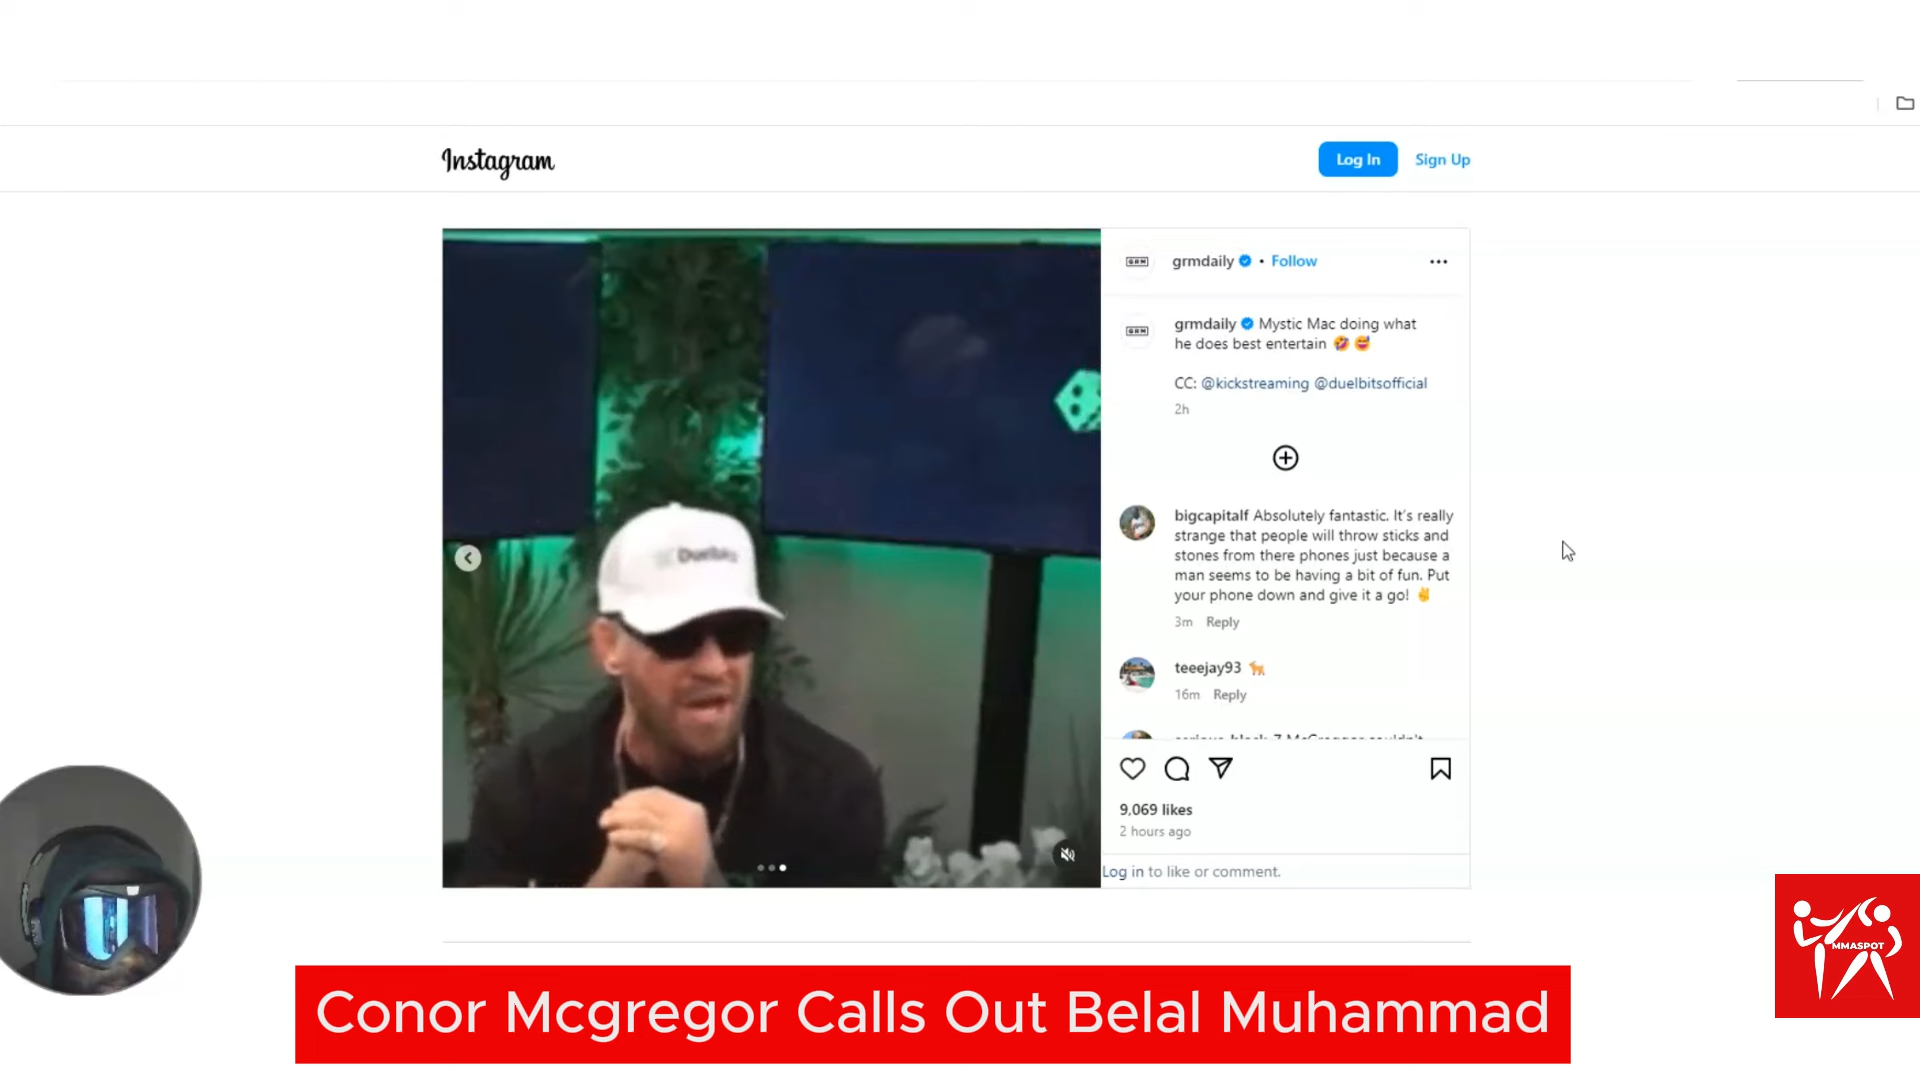 Instagram
Log In
Sign Up
GRM
grmdaily • Follow
GRM
grmdaily Mystic Mac doing what
he does best entertain 🤣 😅
CC: @kickstreaming @duelbitsofficial
2h
bigcapitalf Absolutely fantastic. It's really
strange that people will throw sticks and
stones from there phones just because a
man seems to be having a bit of fun. Put
your phone down and give it a go! ✌
3m Reply
teeejay93 🐐
16m Reply
Duelbits
9,069 likes
2 hours ago
Log in to like or comment.
MMASPOT
Conor Mcgregor Calls Out Belal Muhammad